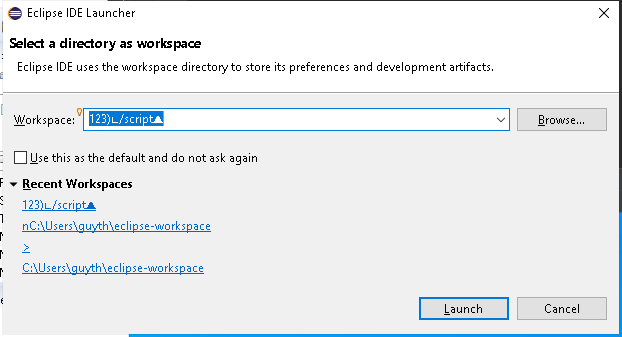 Eclipse IDE Launcher
Select a directory as workspace
Eclipse IDE uses the workspace directory to store its preferences and development artifacts.
Workspace: 123)ㄴ/script▲ Browse...
Use this as the default and do not ask again
Recent Workspaces
123)ㄴ/script▲
nC:\Users\guyth\eclipse-workspace
>
C:\Users\guyth\eclipse-workspace
Launch Cancel